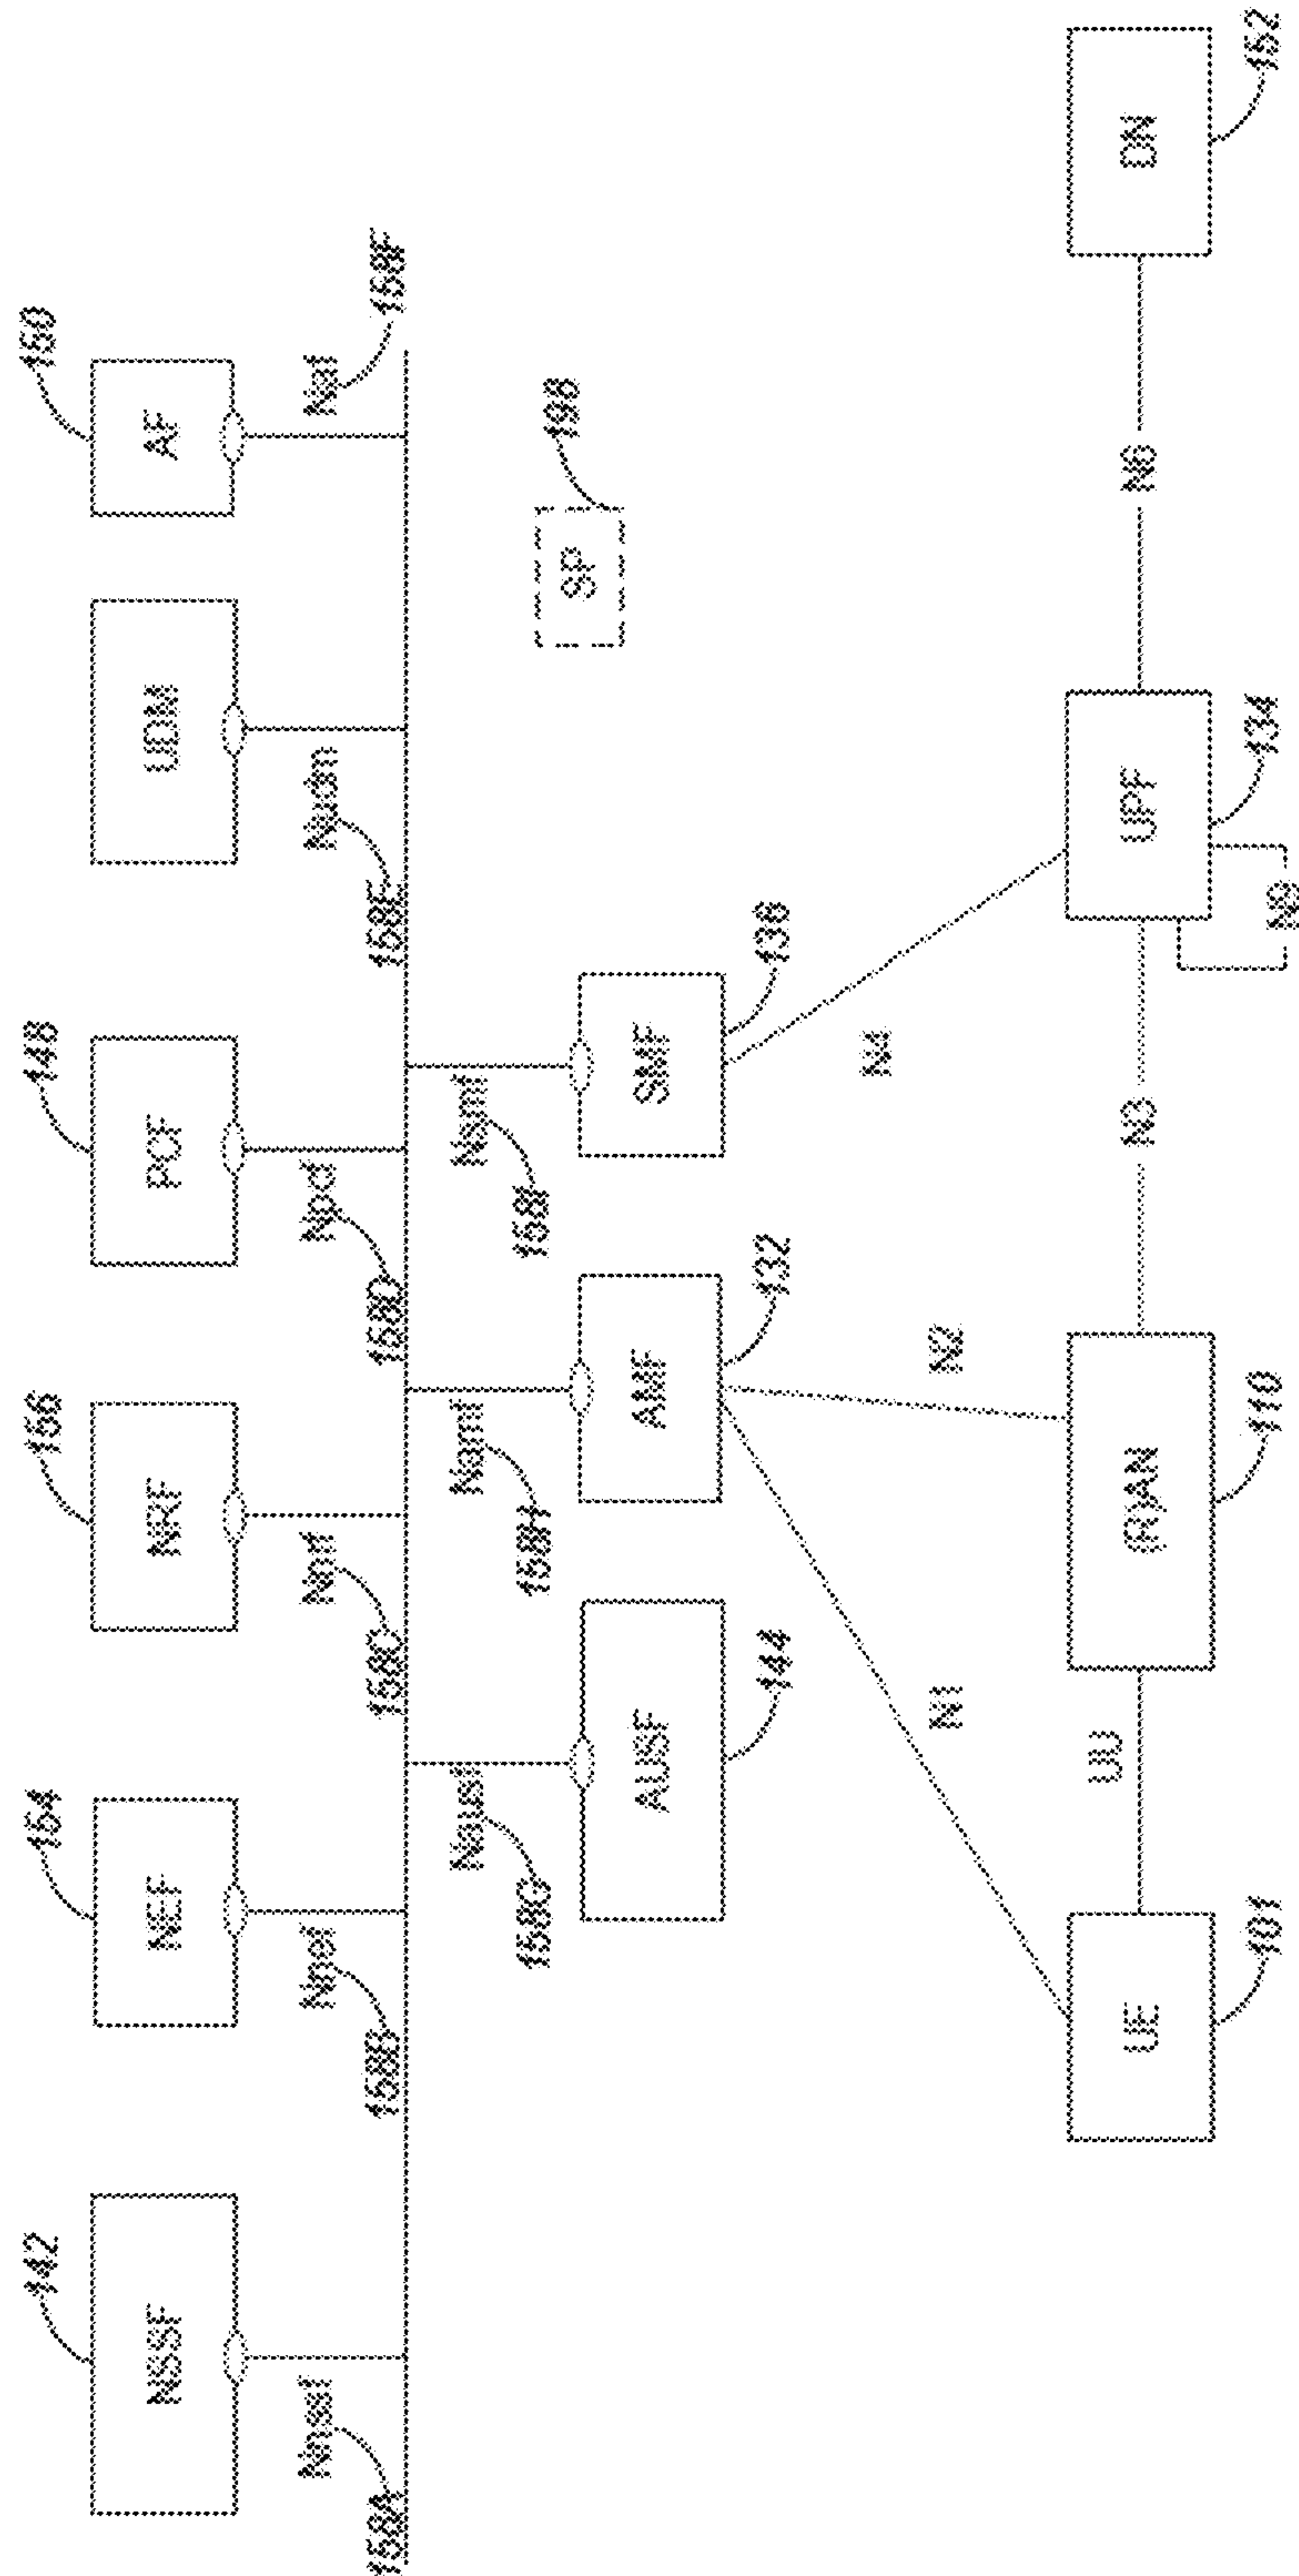 142
154
156
148
150
NSSF
NEF
NRF
PCF
UDM
AF
Nnssf
Nnef
Nnrf
Npcf
Nudm
Naf
158A
158B
158C
158D
158E
158F
Nausf
Namf
Nsmf
158G
158H
158I
198
SP
AUSF
AMF
SMF
144
132
136
N1
N2
N4
UU
N3
N6
UE
(R)AN
UPF
DN
101
110
N9
134
152